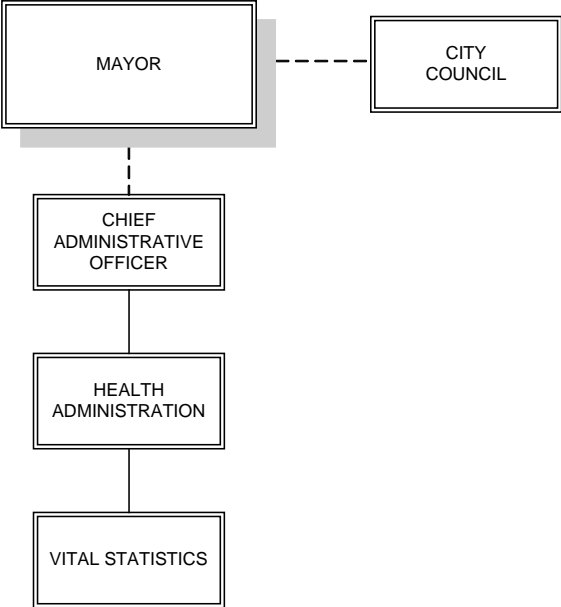 MAYOR
CITY
COUNCIL
CHIEF
ADMINISTRATIVE
OFFICER
HEALTH
ADMINISTRATION
VITAL STATISTICS